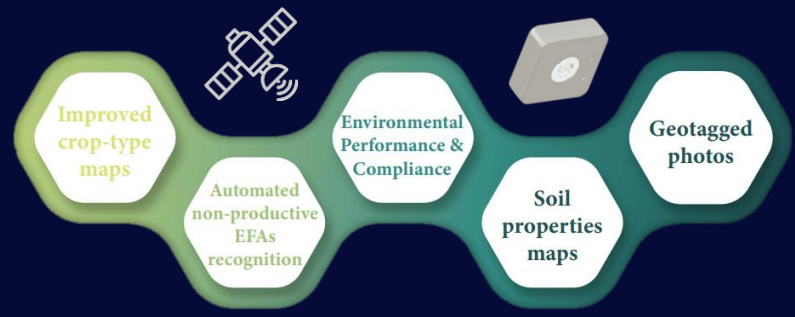 Improved
crop-type
maps
Automated
non-productive
EFAs
recognition
Environmental
Performance &
Compliance
Soil
properties
maps
Geotagged
photos